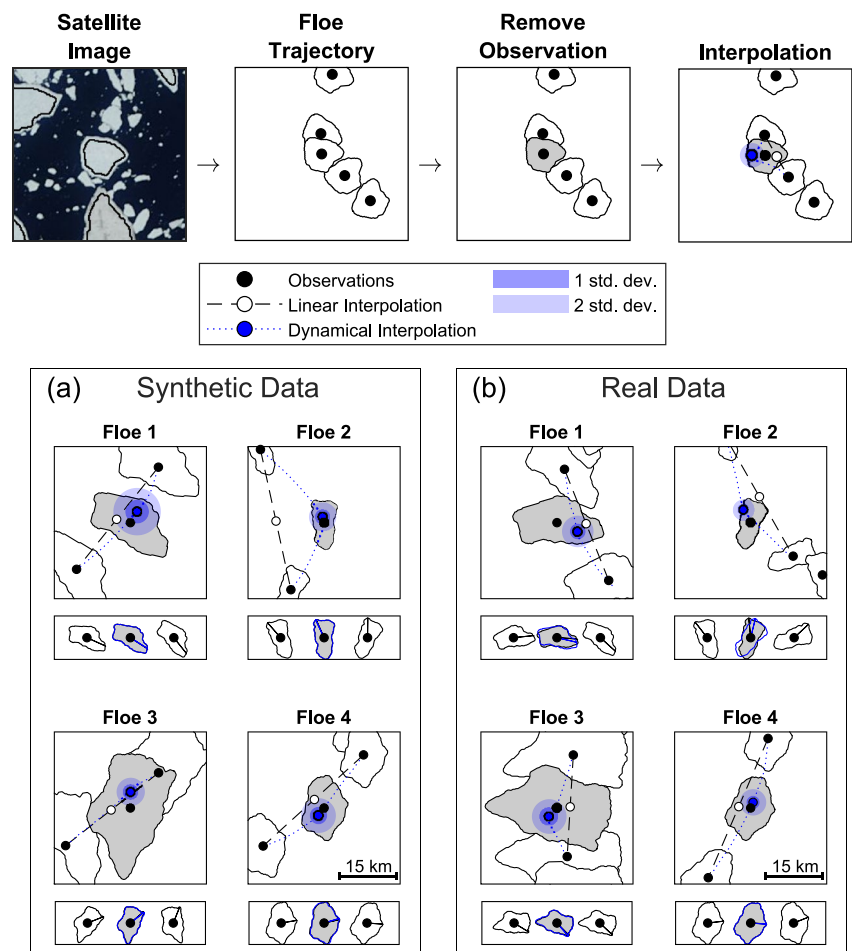 Satellite Image
Floe Trajectory
Remove Observation
Interpolation
Observations
Linear Interpolation
Dynamical Interpolation
1 std. dev.
2 std. dev.
(a) Synthetic Data
Floe 1
Floe 2
Floe 3
Floe 4
15 km
(b) Real Data
Floe 1
Floe 2
Floe 3
Floe 4
15 km